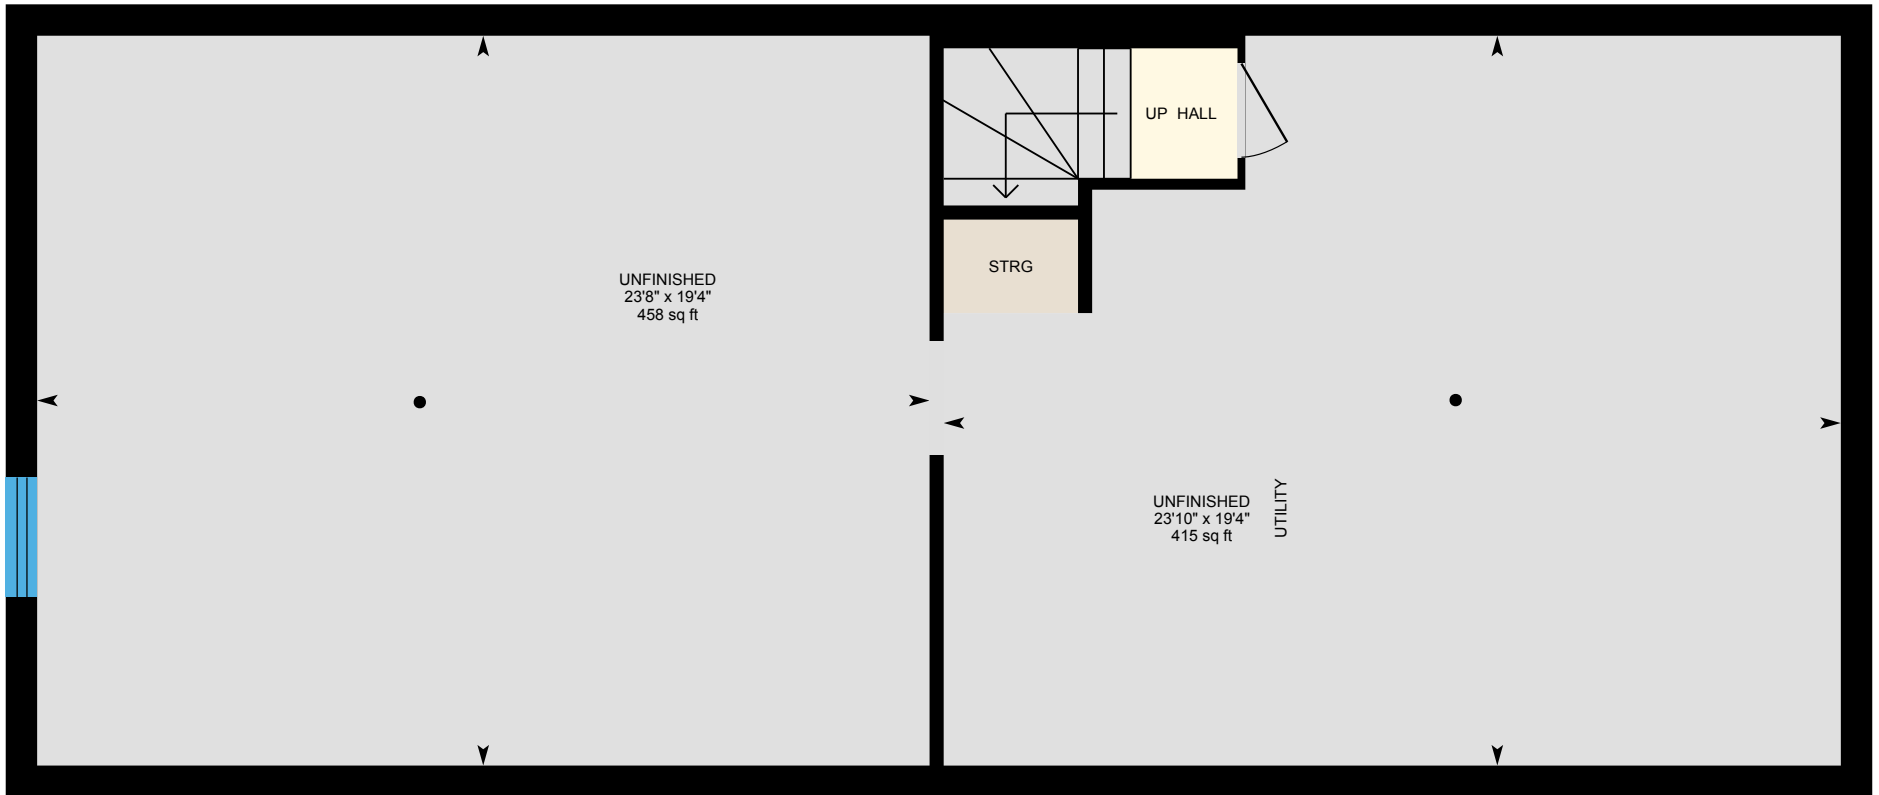 UP HALL
STRG
UNFINISHED
23'8" x 19'4"
458 sq ft
UNFINISHED
23'10" x 19'4"
415 sq ft
UTILITY